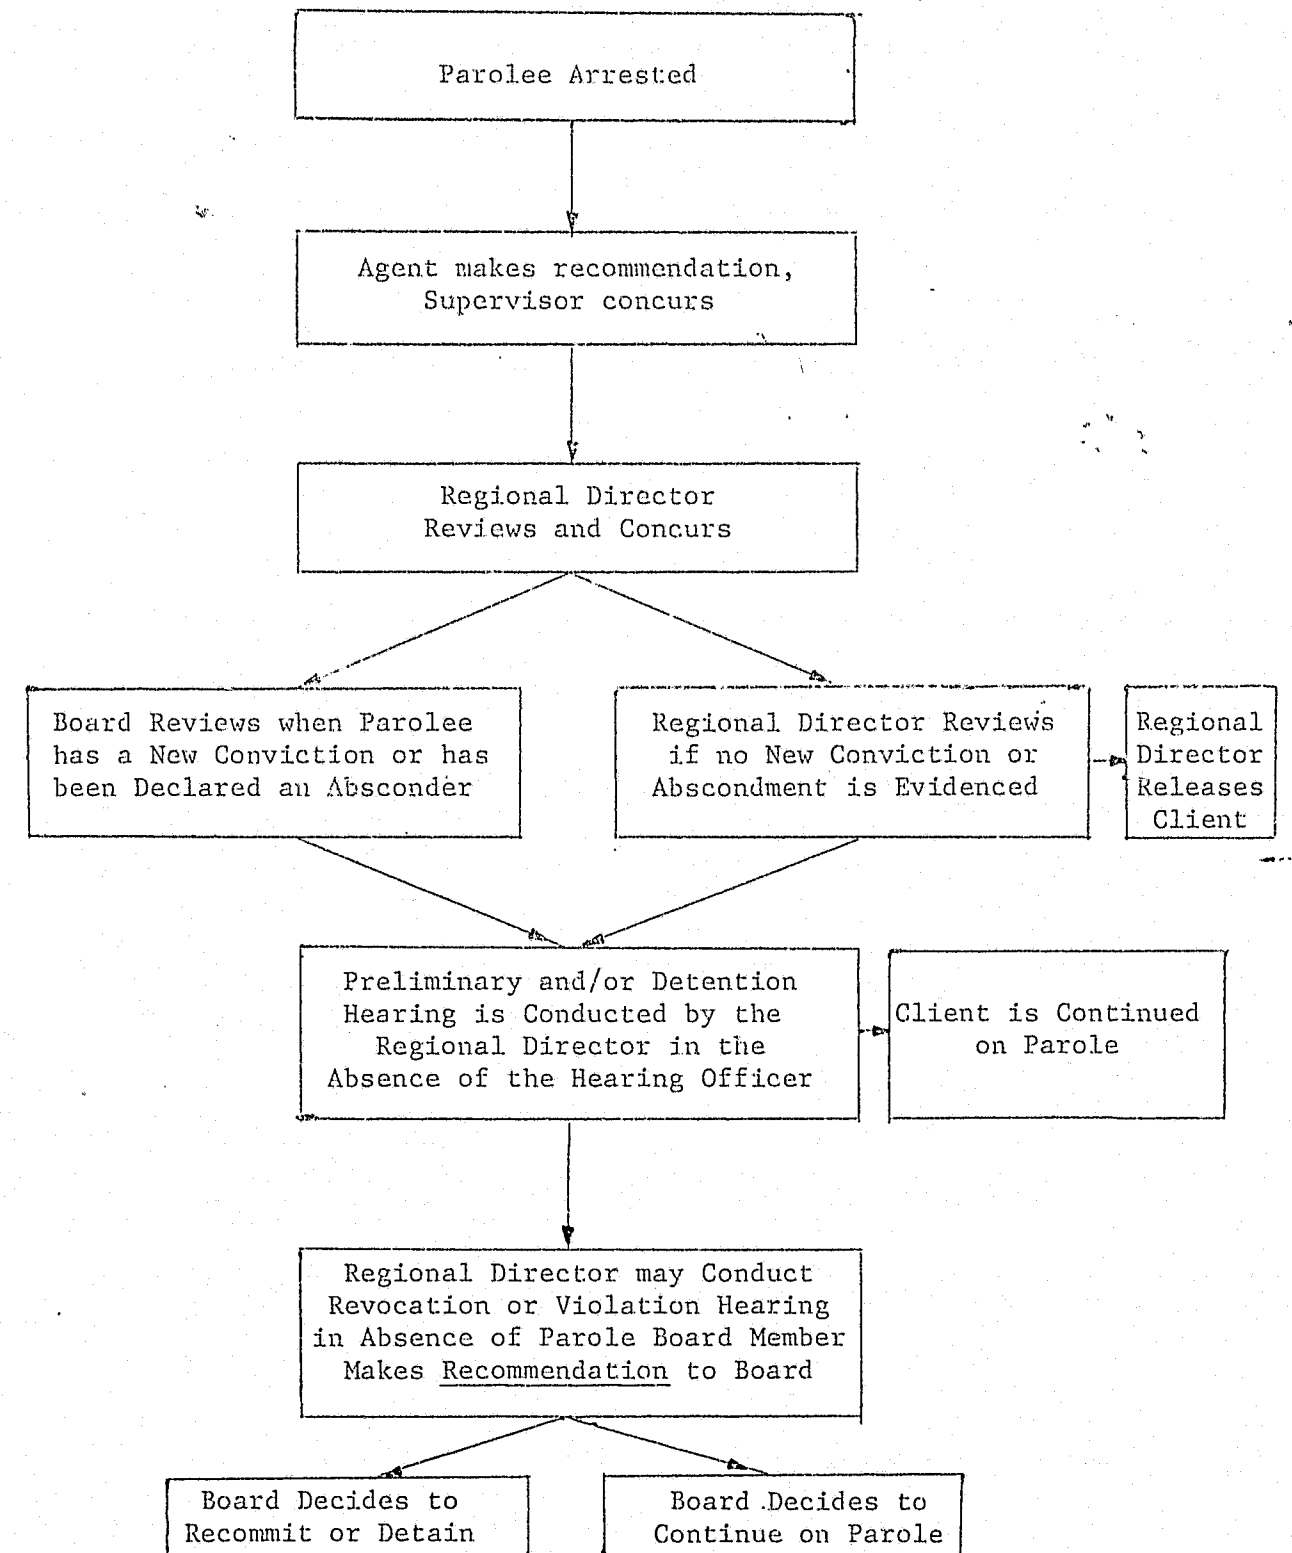 Parolee Arrested
Agent makes recommendation,
Supervisor concurs
Regional Director
Reviews and Concurs
Board Reviews when Parolee
has a New Conviction or has
been Declared an Absconder
Regional Director Reviews
if no New Conviction or
Abscondment is Evidenced
Regional
Director
Releases
Client
Preliminary and/or Detention
Hearing is Conducted by the
Regional Director in the
Absence of the Hearing Officer
Client is Continued
on Parole
Regional Director may Conduct
Revocation or Violation Hearing
in Absence of Parole Board Member
Makes Recommendation to Board
Board Decides to
Recommit or Detain
Board Decides to
Continue on Parole